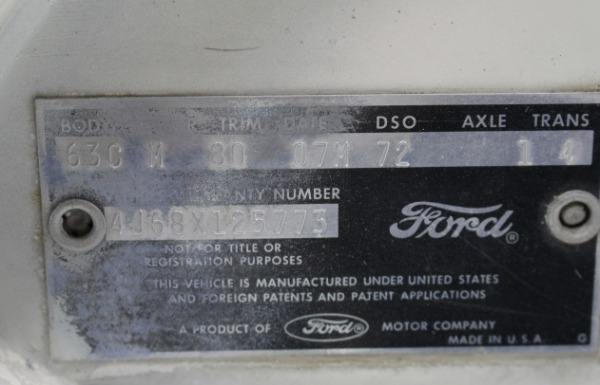 BODY R TRIM DATE DSO AXLE TRANS
63C M 80 07M 72 1 4
WARRANTY NUMBER
4J68X125773
Ford®
NOT FOR TITLE OR
REGISTRATION PURPOSES
THIS VEHICLE IS MANUFACTURED UNDER UNITED STATES
AND FOREIGN PATENTS AND PATENT APPLICATIONS
A PRODUCT OF Ford® MOTOR COMPANY
MADE IN U.S.A. G